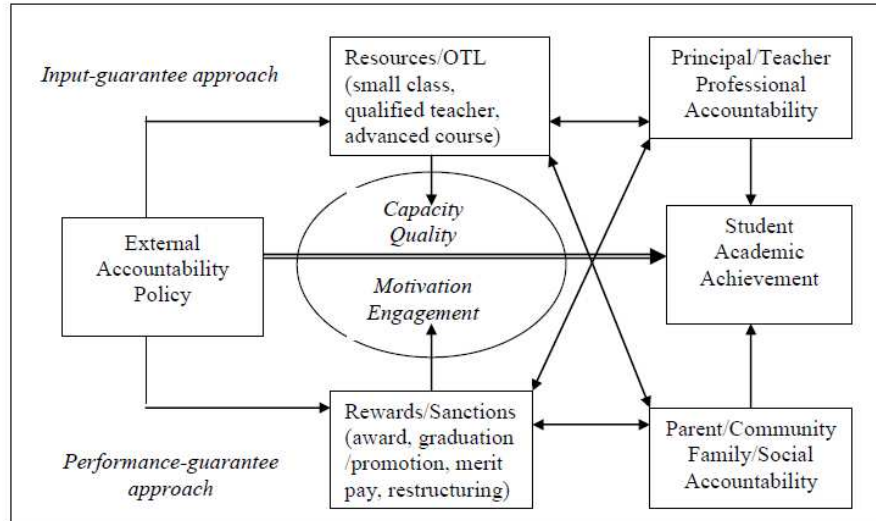 Input-guarantee approach
Resources/OTL
(small class,
qualified teacher,
advanced course)
Principal/Teacher
Professional
Accountability
External
Accountability
Policy
Capacity
Quality
Motivation
Engagement
Student
Academic
Achievement
Performance-guarantee
approach
Rewards/Sanctions
(award, graduation
/promotion, merit
pay, restructuring)
Parent/Community
Family/Social
Accountability